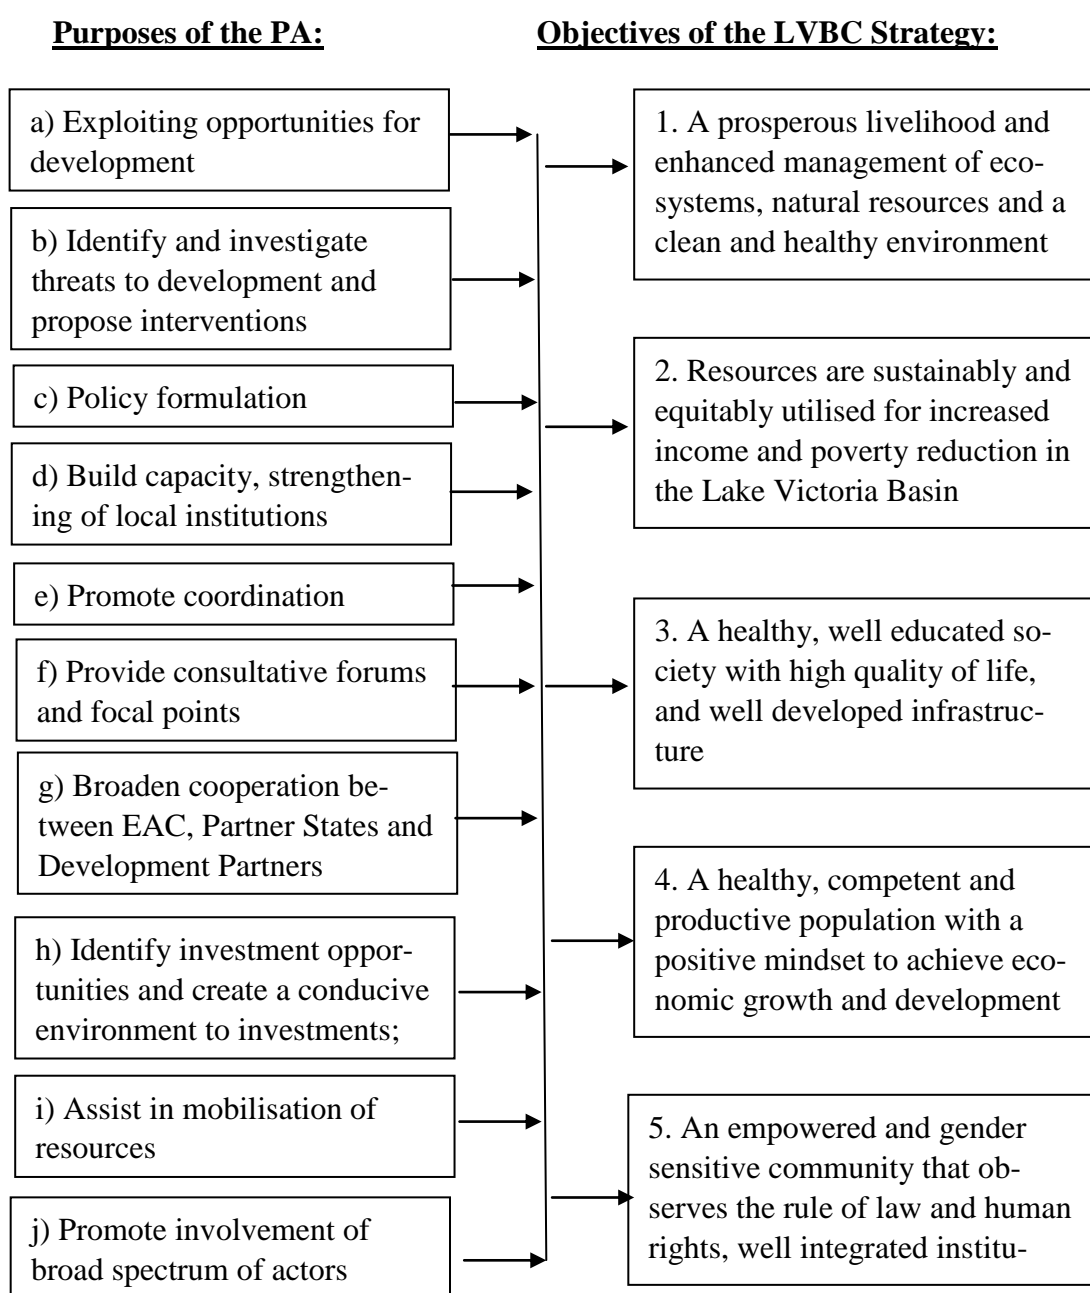 Purposes of the PA:
a) Exploiting opportunities for
development
b) Identify and investigate
threats to development and
propose interventions
c) Policy formulation
d) Build capacity, strengthen-
ing of local institutions
e) Promote coordination
f) Provide consultative forums
and focal points
g) Broaden cooperation be-
tween EAC, Partner States and
Development Partners
h) Identify investment oppor-
tunities and create a conducive
environment to investments;
i) Assist in mobilisation of
resources
j) Promote involvement of
broad spectrum of actors
Objectives of the LVBC Strategy:
1. A prosperous livelihood and
enhanced management of eco-
systems, natural resources and a
clean and healthy environment
2. Resources are sustainably and
equitably utilised for increased
income and poverty reduction in
the Lake Victoria Basin
3. A healthy, well educated so-
ciety with high quality of life,
and well developed infrastruc-
ture
4. A healthy, competent and
productive population with a
positive mindset to achieve eco-
nomic growth and development
5. An empowered and gender
sensitive community that ob-
serves the rule of law and human
rights, well integrated institu-